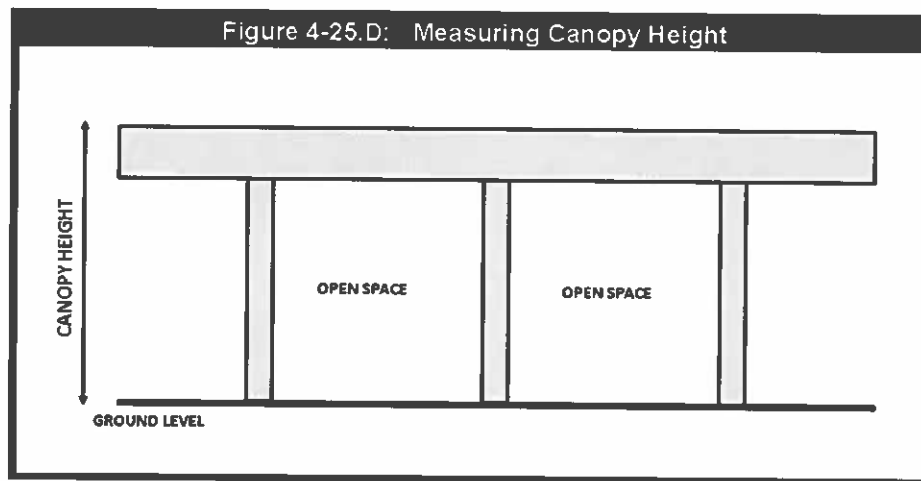 Figure 4-25.D: Measuring Canopy Height
CANOPY HEIGHT
OPEN SPACE
OPEN SPACE
GROUND LEVEL